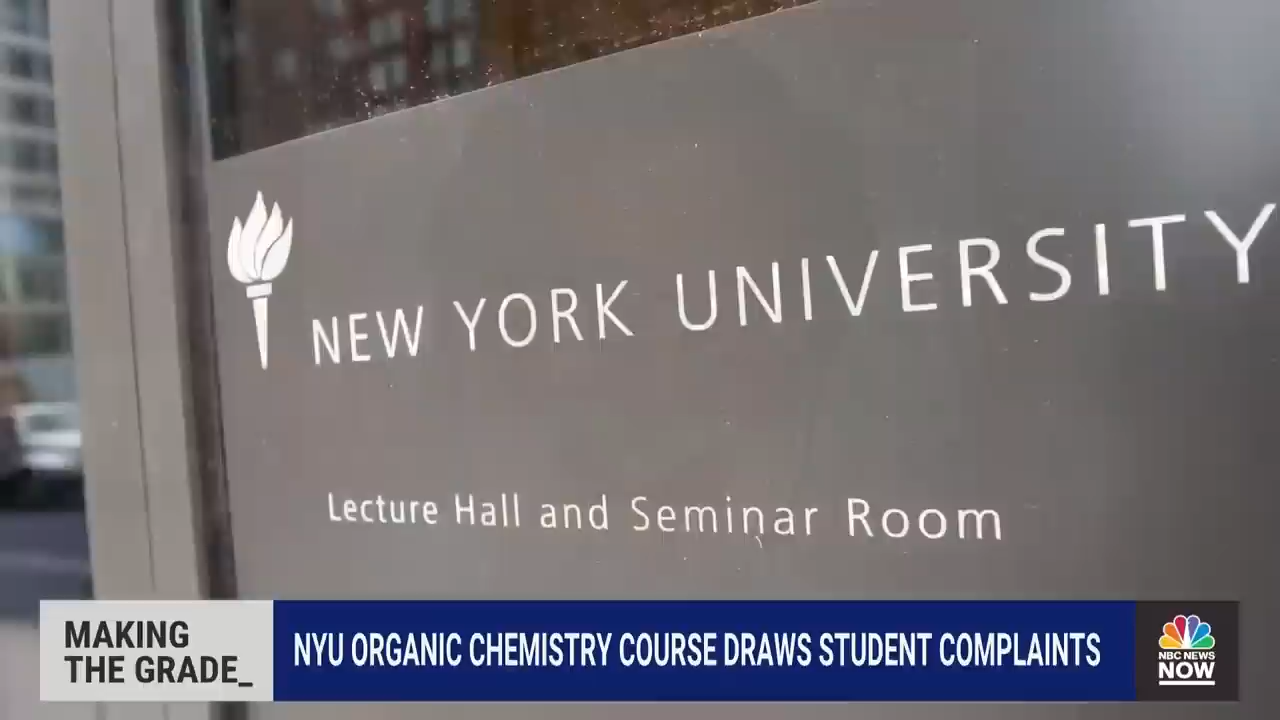 NEW YORK UNIVERSITY
Lecture Hall and Seminar Room
MAKING
THE GRADE_
NYU ORGANIC CHEMISTRY COURSE DRAWS STUDENT COMPLAINTS
NBC NEWS
NOW